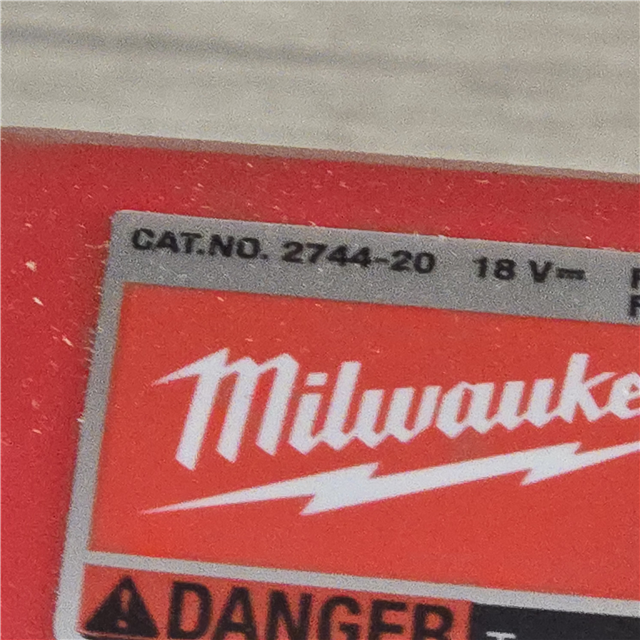 CAT.NO. 2744-20 18 V⎓
Milwauke
DANGER